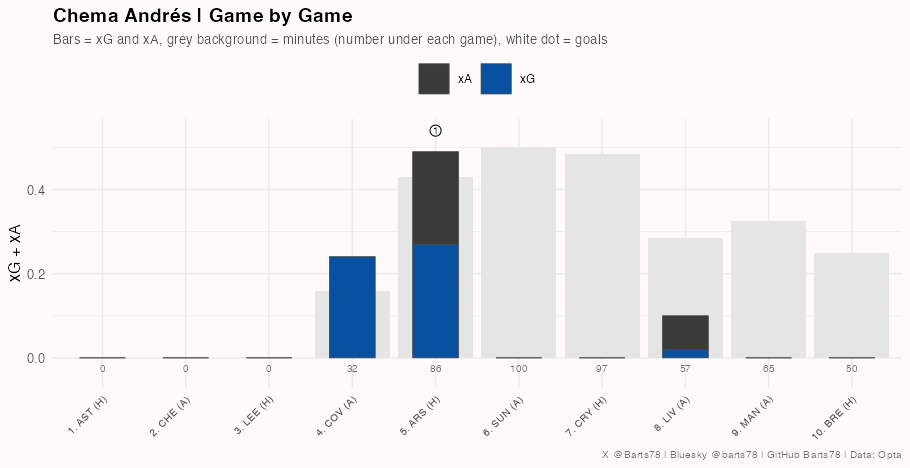 Chema Andrés | Game by Game
Bars = xG and xA, grey background = minutes (number under each game), white dot = goals
xA xG
1
xG + xA
0.4
0.2
0.0
0 0 0 32 86 100 97 57 65 50
1. AST (H) 2. CHE (A) 3. LEE (H) 4. COV (A) 5. ARS (H) 6. SUN (A) 7. CRY (H) 8. LIV (A) 9. MAN (A) 10. BRE (H)
X @Barts78 | Bluesky @barts78 | GitHub Barts78 | Data: Opta